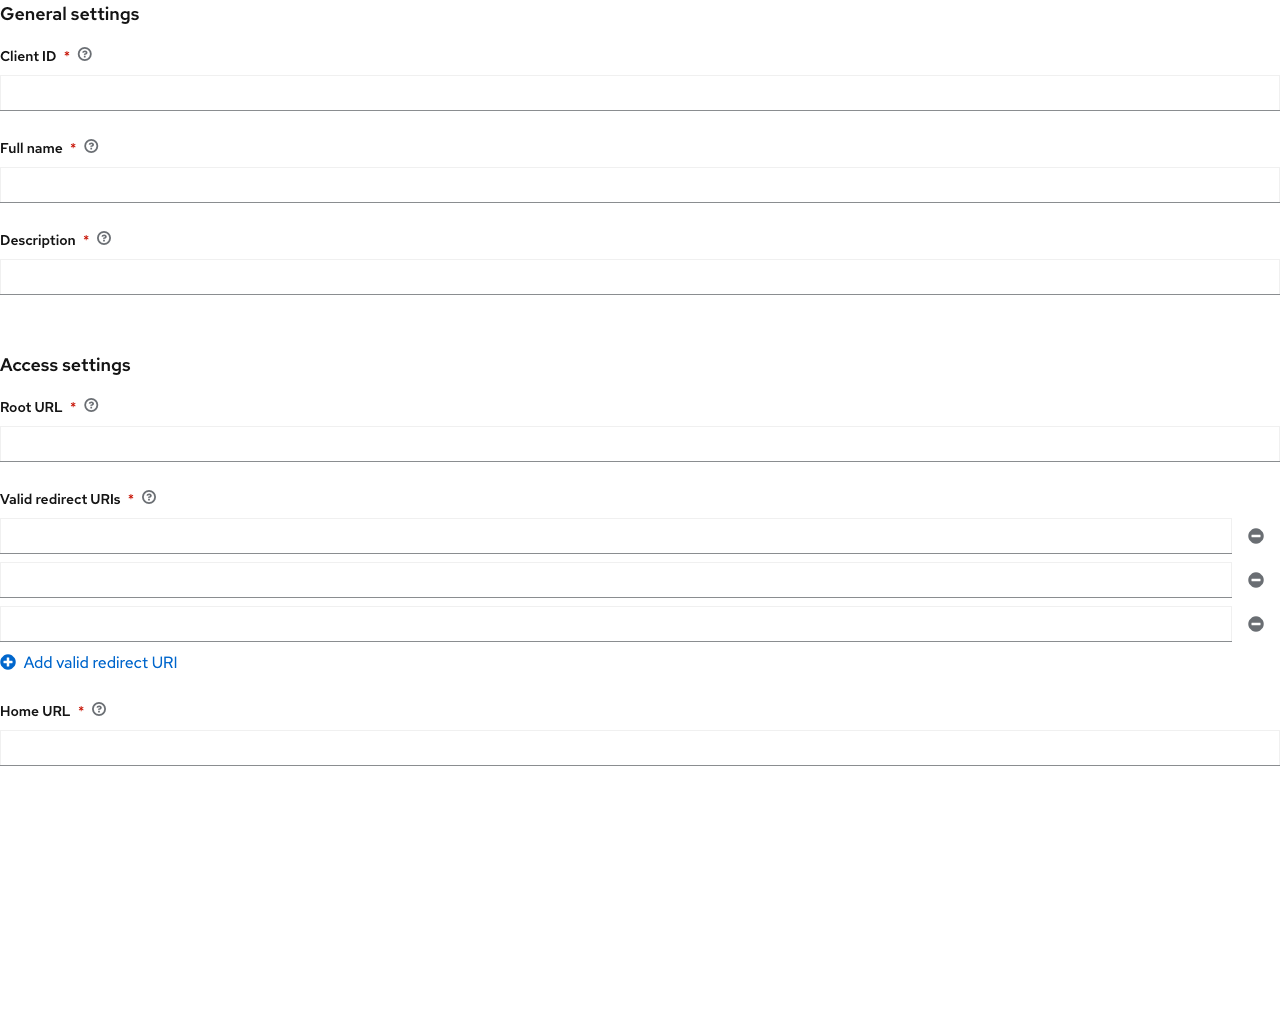 General settings
Client ID *
Full name *
Description *
Access settings
Root URL *
Valid redirect URIs *
Add valid redirect URI
Home URL *